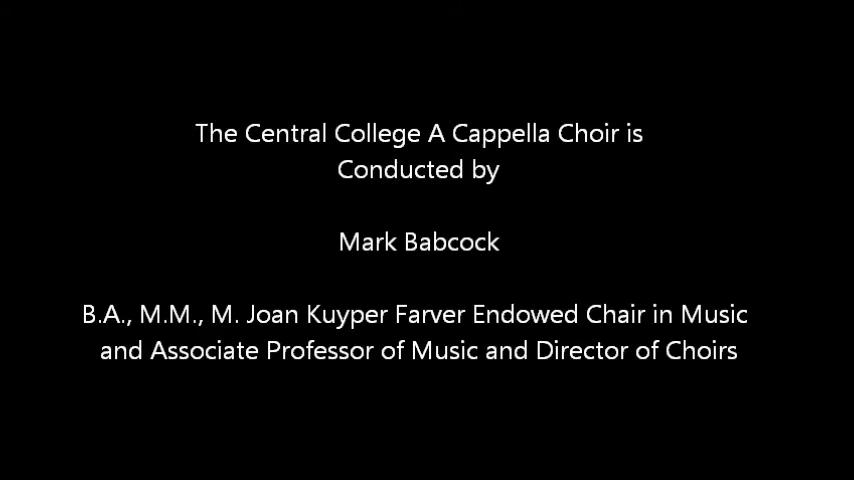 The Central College A Cappella Choir is
Conducted by
Mark Babcock
B.A., M.M., M. Joan Kuyper Farver Endowed Chair in Music
and Associate Professor of Music and Director of Choirs